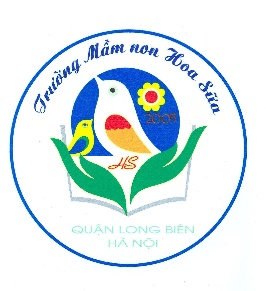 Trường Mầm non Hoa Sữa
2009
HS
QUẬN LONG BIÊN
HÀ NỘI